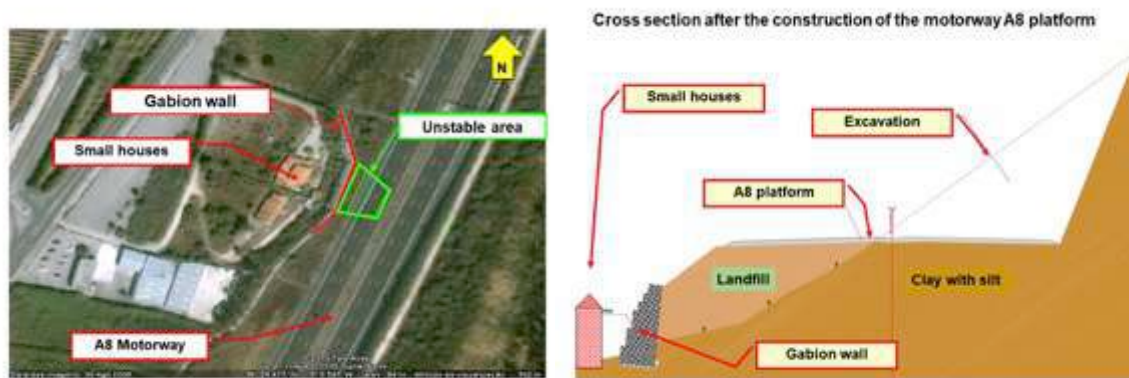 Cross section after the construction of the motorway A8 platform
N
Gabion wall
Unstable area
Small houses
A8 Motorway
Small houses
Excavation
A8 platform
Landfill
Clay with silt
Gabion wall